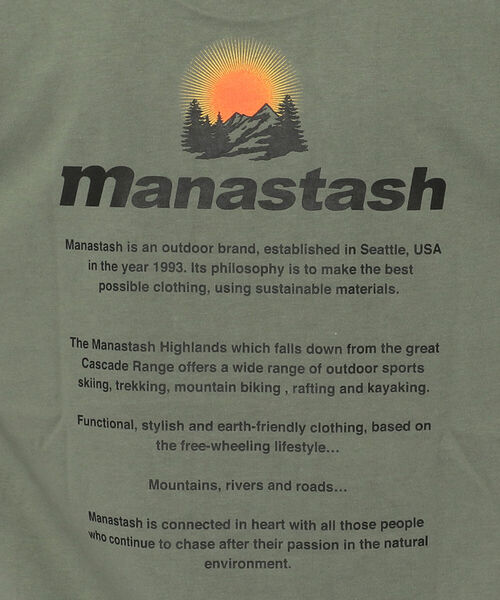 manastash
Manastash is an outdoor brand, established in Seattle, USA
in the year 1993. Its philosophy is to make the best
possible clothing, using sustainable materials.
The Manastash Highlands which falls down from the great
Cascade Range offers a wide range of outdoor sports
skiing, trekking, mountain biking , rafting and kayaking.
Functional, stylish and earth-friendly clothing, based on
the free-wheeling lifestyle...
Mountains, rivers and roads...
Manastash is connected in heart with all those people
who continue to chase after their passion in the natural
environment.